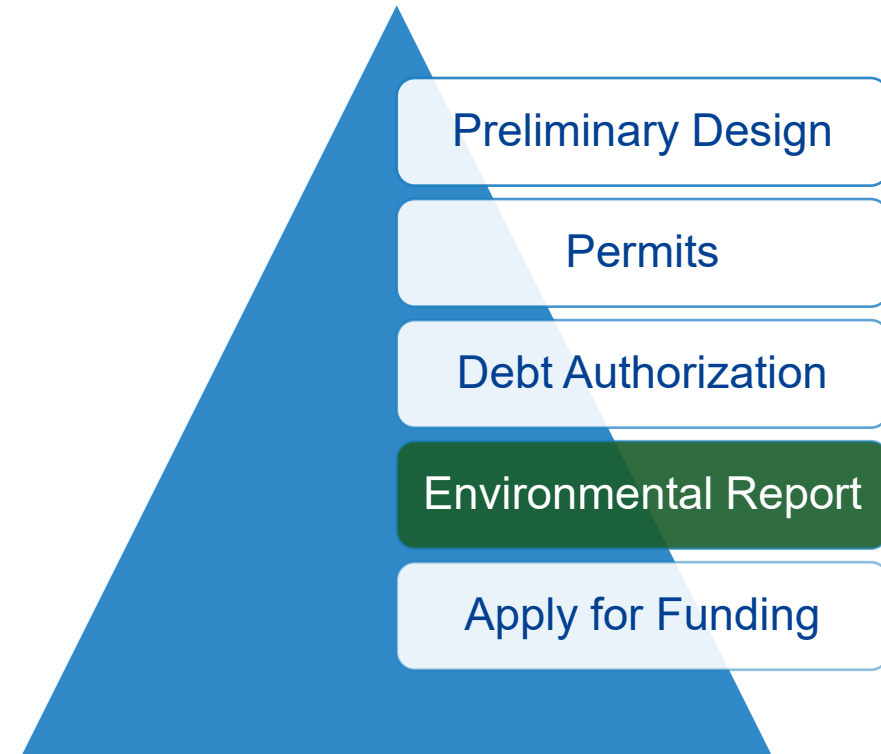 Preliminary Design
Permits
Debt Authorization
Environmental Report
Apply for Funding